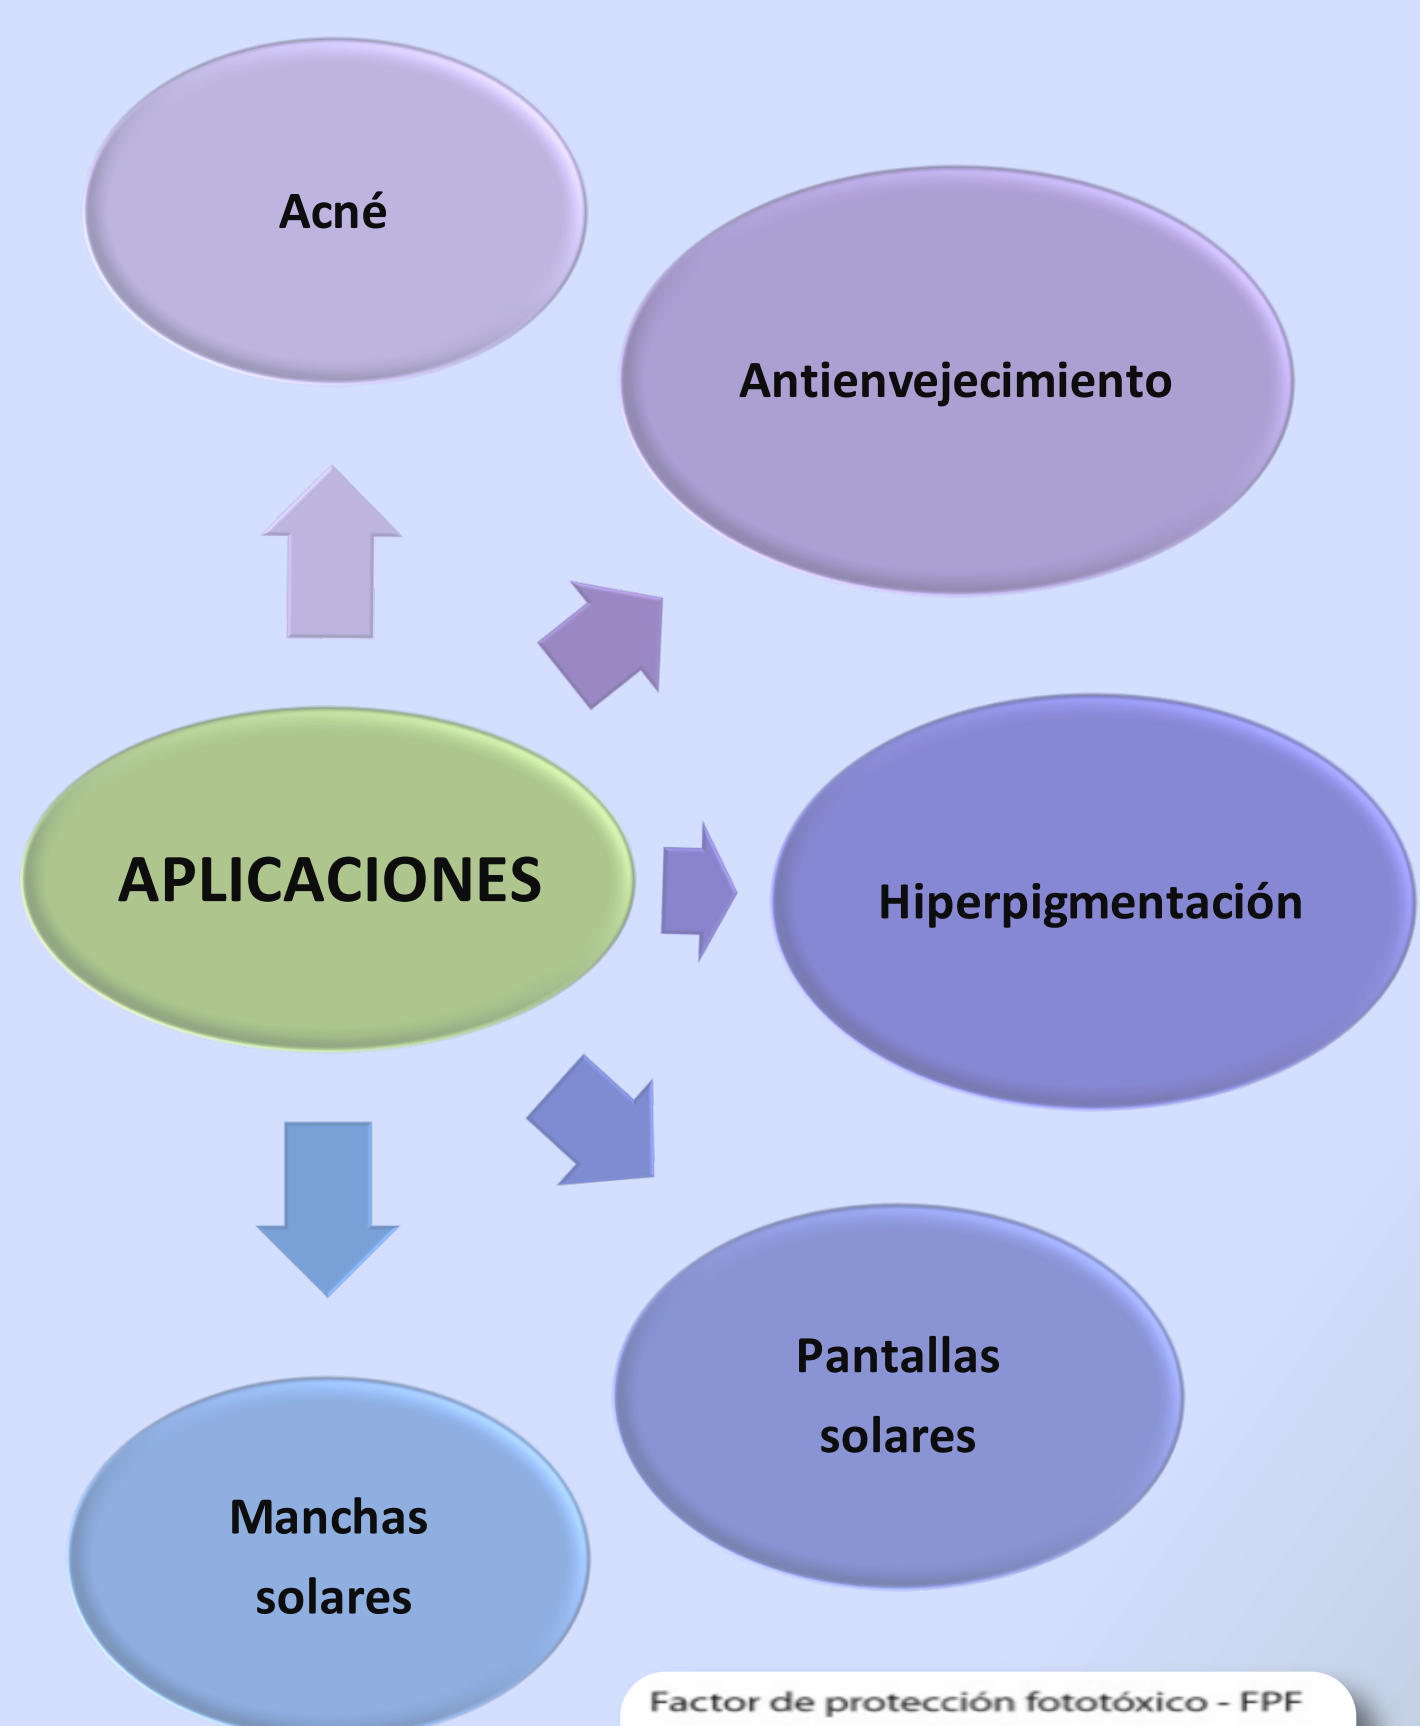 Acné
Antienvejecimiento
APLICACIONES
Hiperpigmentación
Pantallas
solares
Manchas
solares
Factor de protección fototóxico - FPF